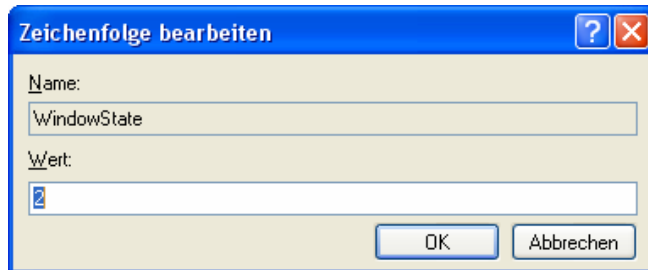 Zeichenfolge bearbeiten
Name:
WindowState
Wert:
2
OK Abbrechen